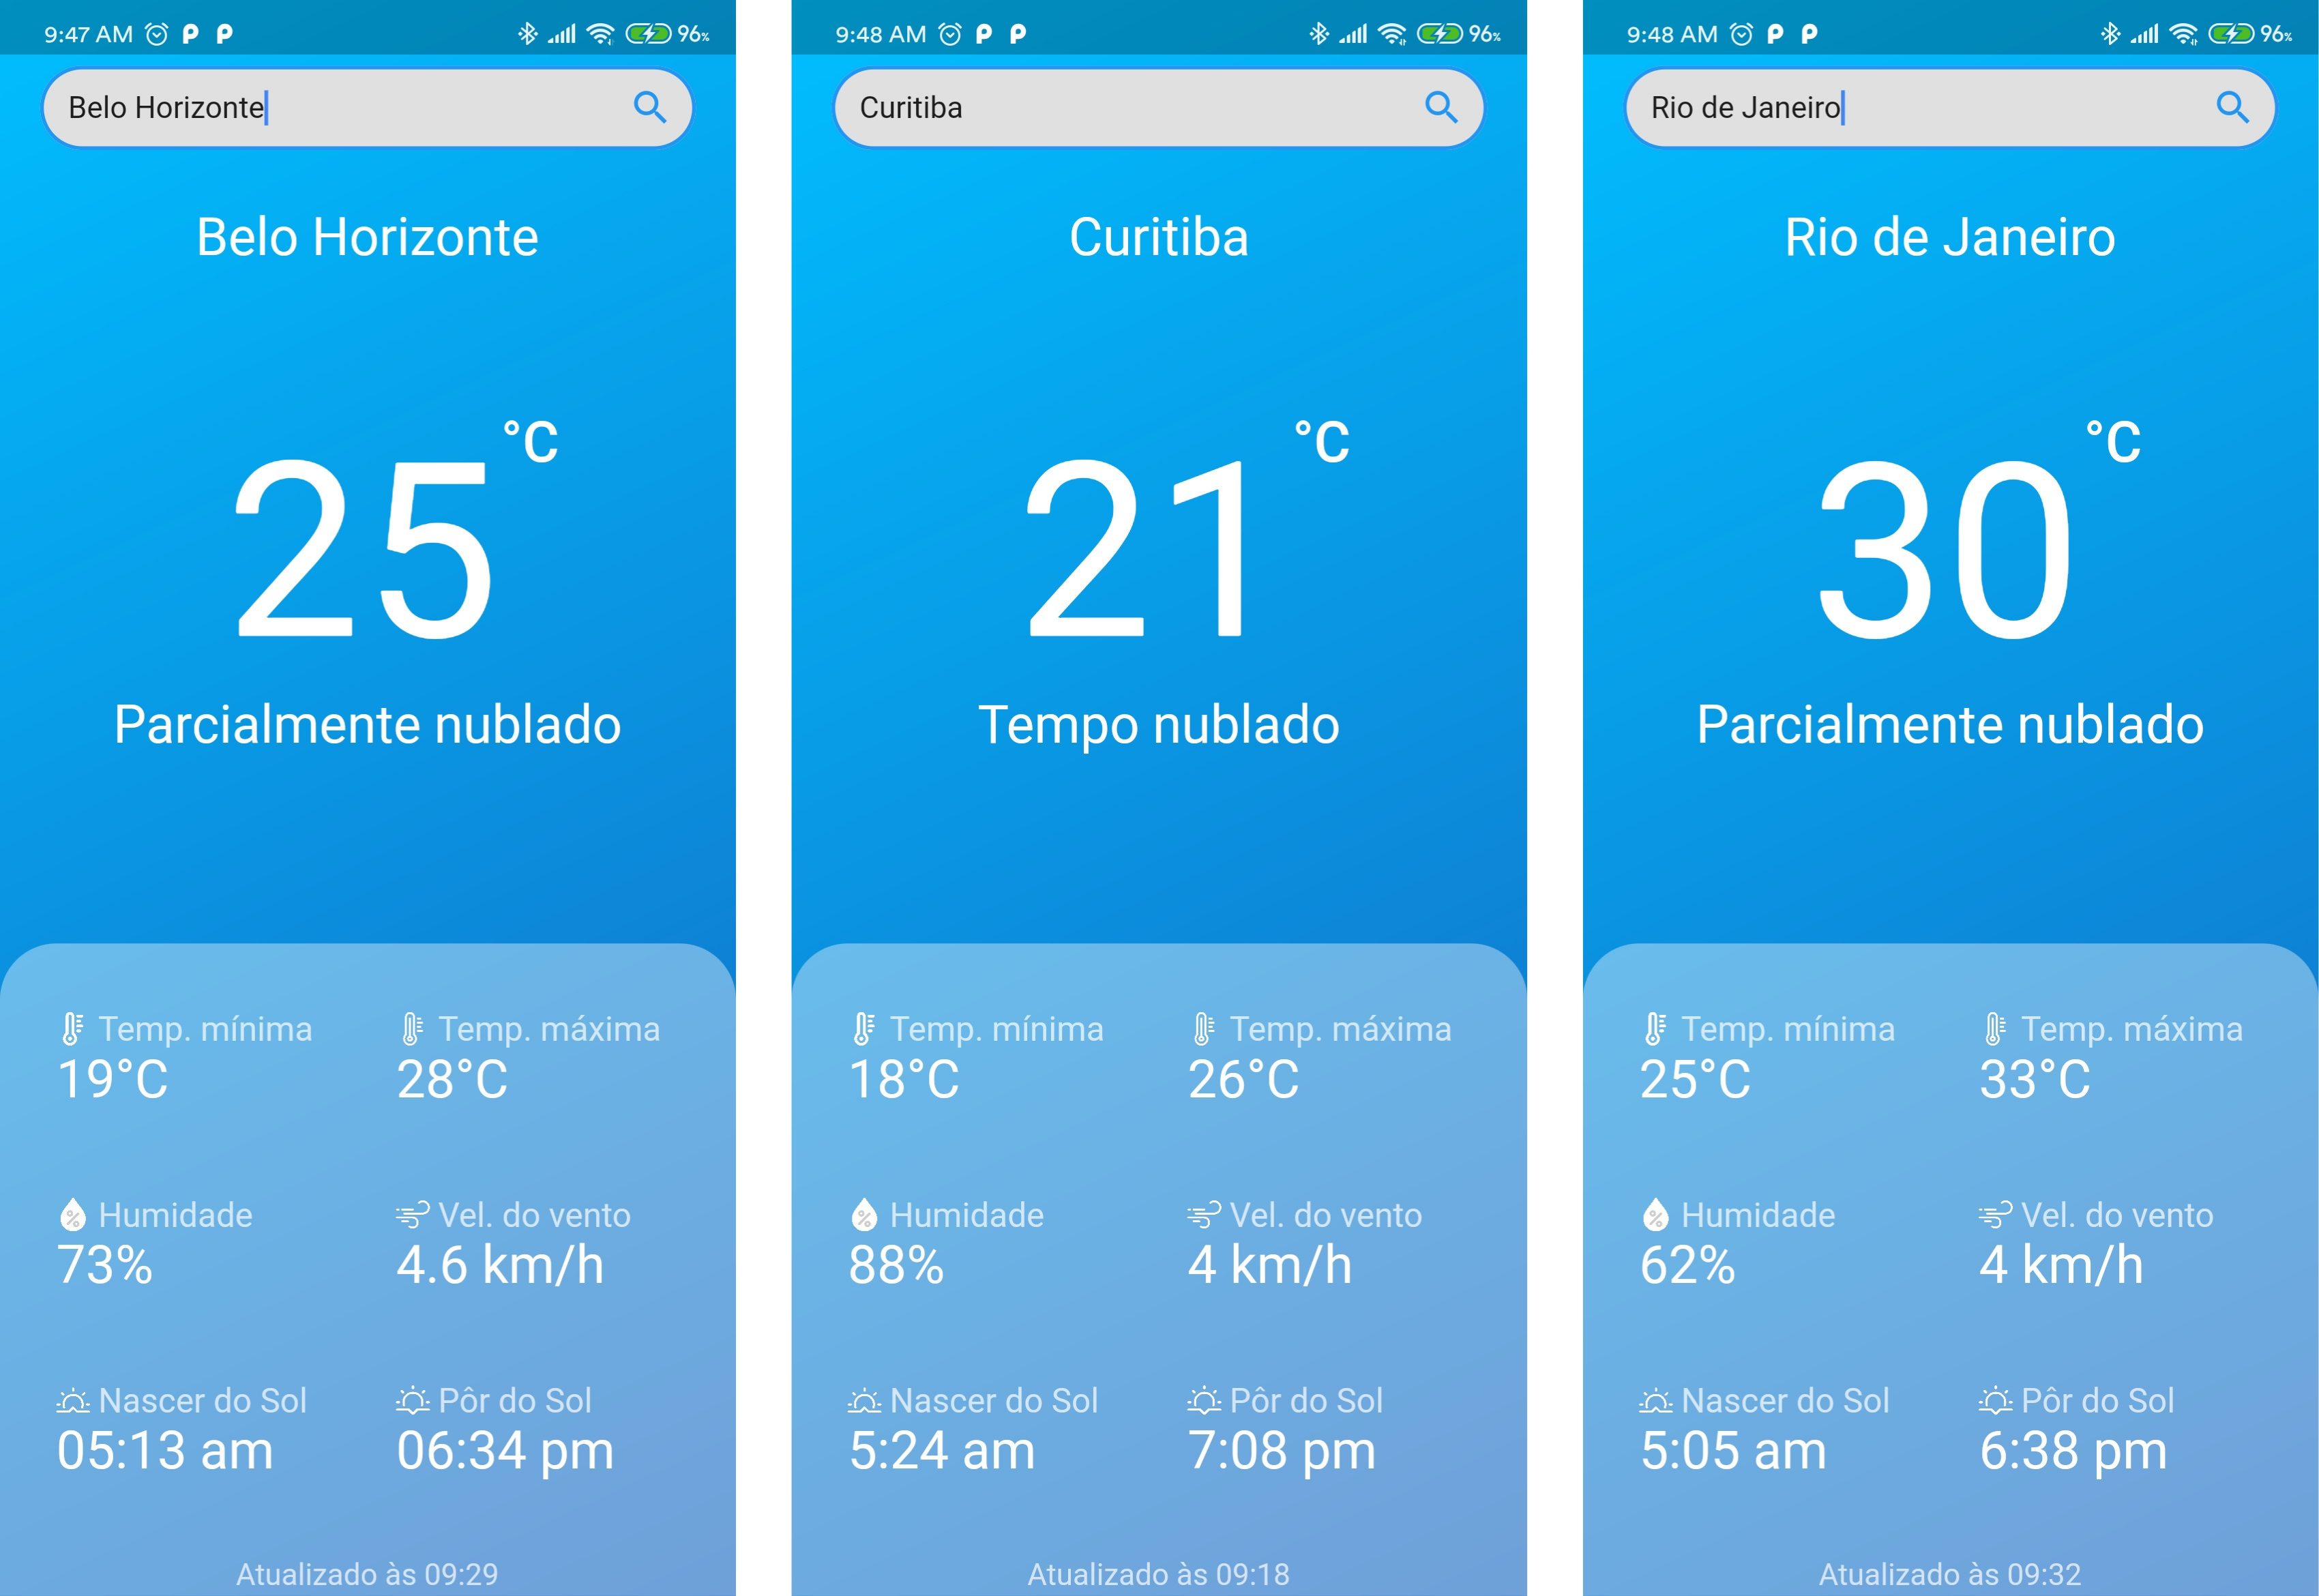 9:47 AM
96%
Belo Horizonte
Belo Horizonte
25 °C
Parcialmente nublado
Temp. mínima Temp. máxima
19°C 28°C
Humidade Vel. do vento
73% 4.6 km/h
Nascer do Sol Pôr do Sol
05:13 am 06:34 pm
Atualizado às 09:29
9:48 AM
96%
Curitiba
Curitiba
21 °C
Tempo nublado
Temp. mínima Temp. máxima
18°C 26°C
Humidade Vel. do vento
88% 4 km/h
Nascer do Sol Pôr do Sol
5:24 am 7:08 pm
Atualizado às 09:18
9:48 AM
96%
Rio de Janeiro
Rio de Janeiro
30 °C
Parcialmente nublado
Temp. mínima Temp. máxima
25°C 33°C
Humidade Vel. do vento
62% 4 km/h
Nascer do Sol Pôr do Sol
5:05 am 6:38 pm
Atualizado às 09:32